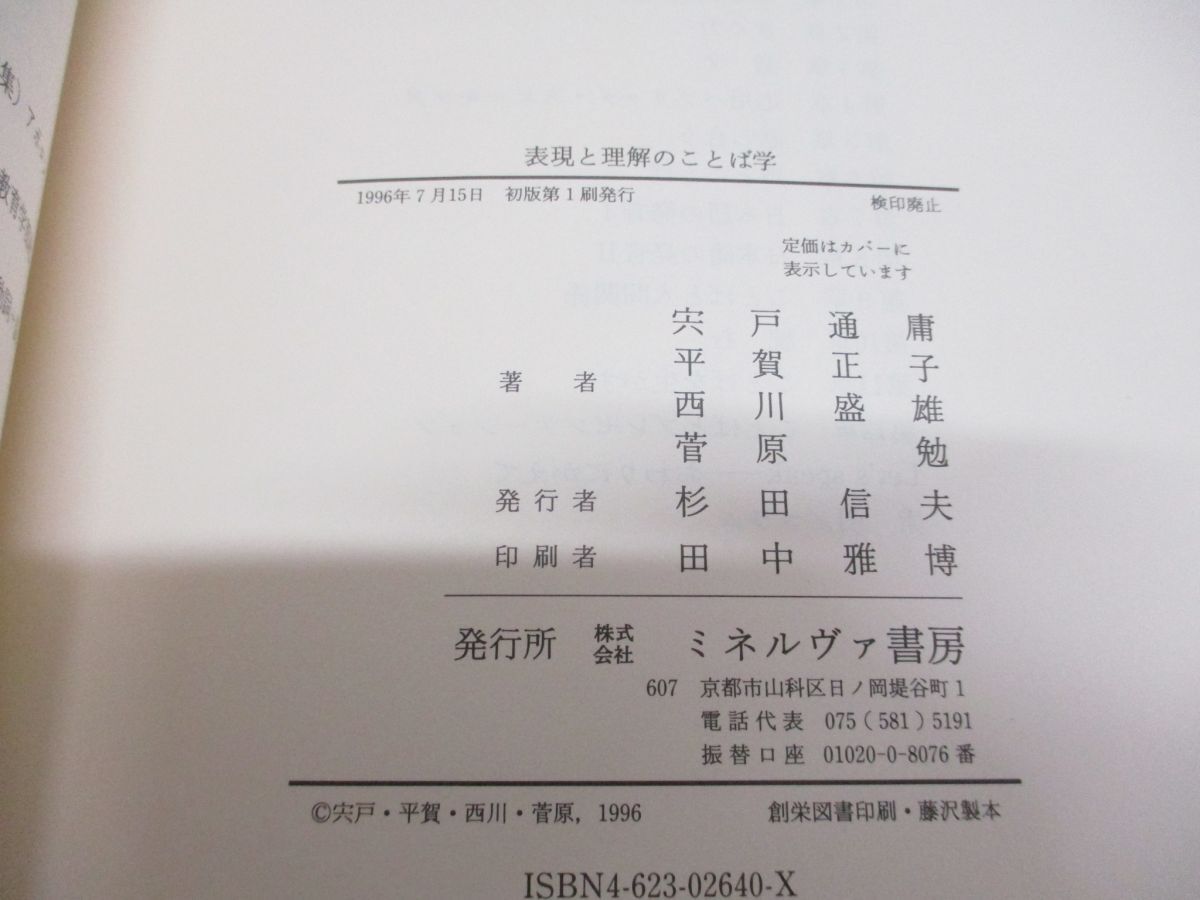 表現と理解のことば学
1996年7月15日　初版第1刷発行　検印廃止
定価はカバーに
表示しています
著者
宍戸通庸
平賀正子
西川盛雄
菅原勉
発行者　杉田信夫
印刷者　田中雅博
発行所　株式会社　ミネルヴァ書房
607　京都市山科区日ノ岡堤谷町1
電話代表　075(581)5191
振替口座　01020-0-8076番
©宍戸・平賀・西川・菅原, 1996　創栄図書印刷・藤沢製本
ISBN4-623-02640-X